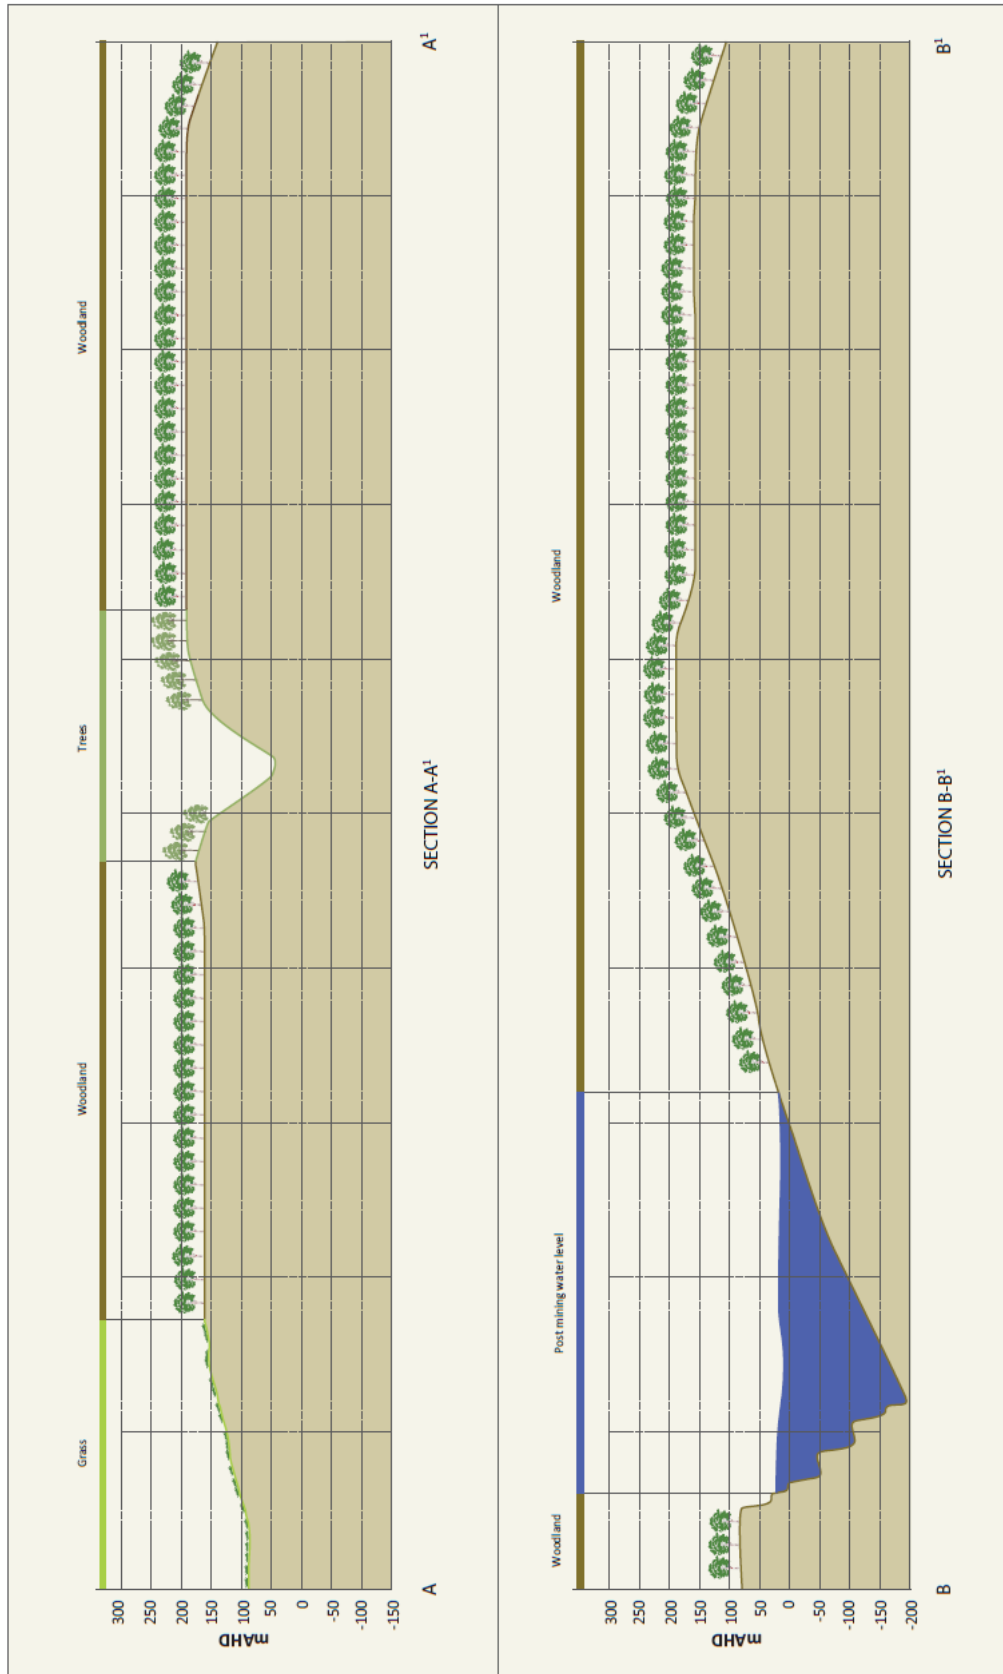 Grass
Woodland
Trees
Woodland
300
250
200
150
100
50
0
-50
-100
-150
mAHD
A
A¹
SECTION A-A¹
Woodland
Post mining water level
Woodland
300
250
200
150
100
50
0
-50
-100
-150
-200
mAHD
B
B¹
SECTION B-B¹